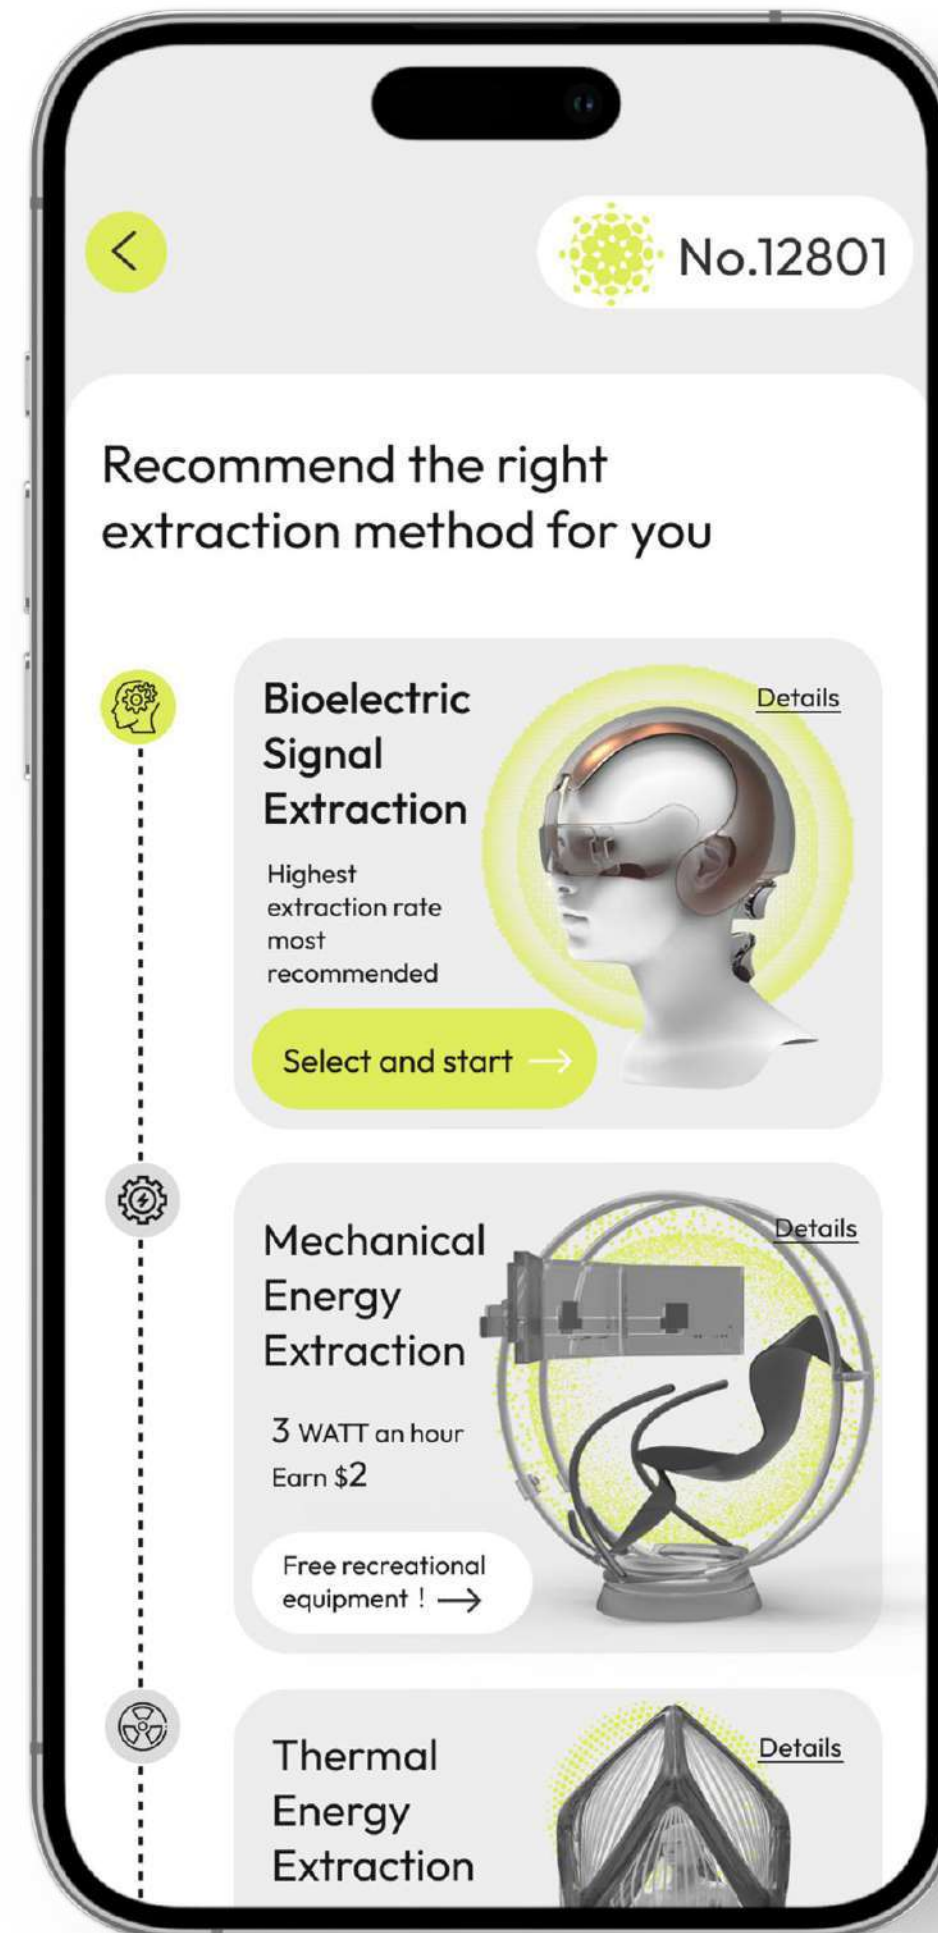 No.12801
Recommend the right
extraction method for you
Bioelectric
Signal
Extraction
Details
Highest
extraction rate
most
recommended
Select and start →
Mechanical
Energy
Extraction
Details
3 WATT an hour
Earn $2
Free recreational
equipment ! →
Thermal
Energy
Extraction
Details